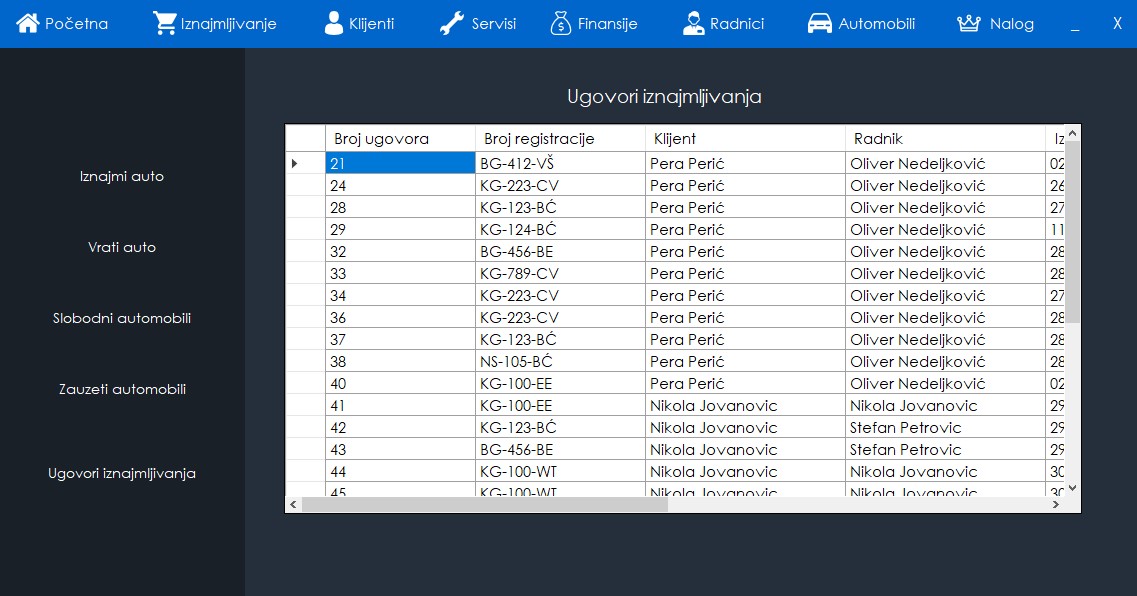 Početna Iznajmljivanje Klijenti Servisi Finansije Radnici Automobili Nalog _ X
Ugovori iznajmljivanja
Iznajmi auto
Vrati auto
Slobodni automobili
Zauzeti automobili
Ugovori iznajmljivanja
Broj ugovora Broj registracije Klijent Radnik Iz
21 BG-412-VŠ Pera Perić Oliver Nedeljković 02
24 KG-223-CV Pera Perić Oliver Nedeljković 26
28 KG-123-BĆ Pera Perić Oliver Nedeljković 27
29 KG-124-BĆ Pera Perić Oliver Nedeljković 11
32 BG-456-BE Pera Perić Oliver Nedeljković 28
33 KG-789-CV Pera Perić Oliver Nedeljković 28
34 KG-223-CV Pera Perić Oliver Nedeljković 27
36 KG-223-CV Pera Perić Oliver Nedeljković 28
37 KG-123-BĆ Pera Perić Oliver Nedeljković 28
38 NS-105-BĆ Pera Perić Oliver Nedeljković 28
40 KG-100-EE Pera Perić Oliver Nedeljković 02
41 KG-100-EE Nikola Jovanovic Nikola Jovanovic 29
42 KG-123-BĆ Nikola Jovanovic Stefan Petrovic 29
43 BG-456-BE Nikola Jovanovic Stefan Petrovic 29
44 KG-100-WT Nikola Jovanovic Nikola Jovanovic 30
45 KG-100-WT Nikola Jovanovic Nikola Jovanovic 30